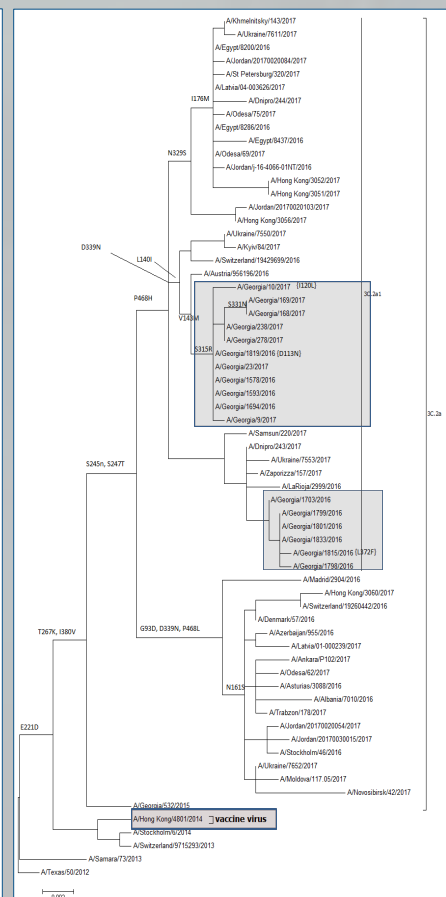 A/Khmelnitsky/143/2017
A/Ukraine/7611/2017
A/Egypt/8200/2016
A/Jordan/20170020084/2017
A/St Petersburg/320/2017
I176M
A/Latvia/04-003626/2017
A/Dnipro/244/2017
A/Odesa/75/2017
A/Egypt/8286/2016
A/Egypt/8437/2016
N329S
A/Odesa/69/2017
A/Jordan/j-16-4066-01NT/2016
A/Hong Kong/3052/2017
A/Hong Kong/3051/2017
A/Jordan/20170020103/2017
A/Hong Kong/3056/2017
A/Ukraine/7550/2017
D339N
A/Kyiv/84/2017
L140I
A/Switzerland/19429699/2016
A/Austria/956196/2016
A/Georgia/10/2017 [I120L]
3C.2a1
P468H
S331N
A/Georgia/169/2017
A/Georgia/168/2017
V143M
A/Georgia/238/2017
A/Georgia/278/2017
S315R
A/Georgia/1819/2016 [D113N]
A/Georgia/23/2017
A/Georgia/1578/2016
A/Georgia/1593/2016
A/Georgia/1694/2016
3C.2a
A/Georgia/9/2017
A/Samsun/220/2017
A/Dnipro/243/2017
A/Ukraine/7553/2017
S245n, S247T
A/Zaporizza/157/2017
A/LaRioja/2999/2016
A/Georgia/1703/2016
A/Georgia/1799/2016
A/Georgia/1801/2016
A/Georgia/1833/2016
A/Georgia/1815/2016 [L372F]
A/Georgia/1798/2016
A/Madrid/2904/2016
A/Hong Kong/3060/2017
A/Switzerland/19260442/2016
A/Denmark/57/2016
G93D, D339N, P468L
T267K, I380V
A/Azerbaijan/955/2016
A/Latvia/01-000239/2017
A/Ankara/P102/2017
A/Odesa/62/2017
N161S
A/Asturias/3088/2016
A/Albania/7010/2016
A/Trabzon/178/2017
A/Jordan/20170020054/2017
E221D
A/Jordan/20170030015/2017
A/Stockholm/46/2016
A/Ukraine/7652/2017
A/Moldova/117.05/2017
A/Novosibirsk/42/2017
A/Georgia/532/2015
A/Hong Kong/4801/2014 vaccine virus
A/Stockholm/6/2014
A/Switzerland/9715293/2013
A/Samara/73/2013
A/Texas/50/2012
0.002